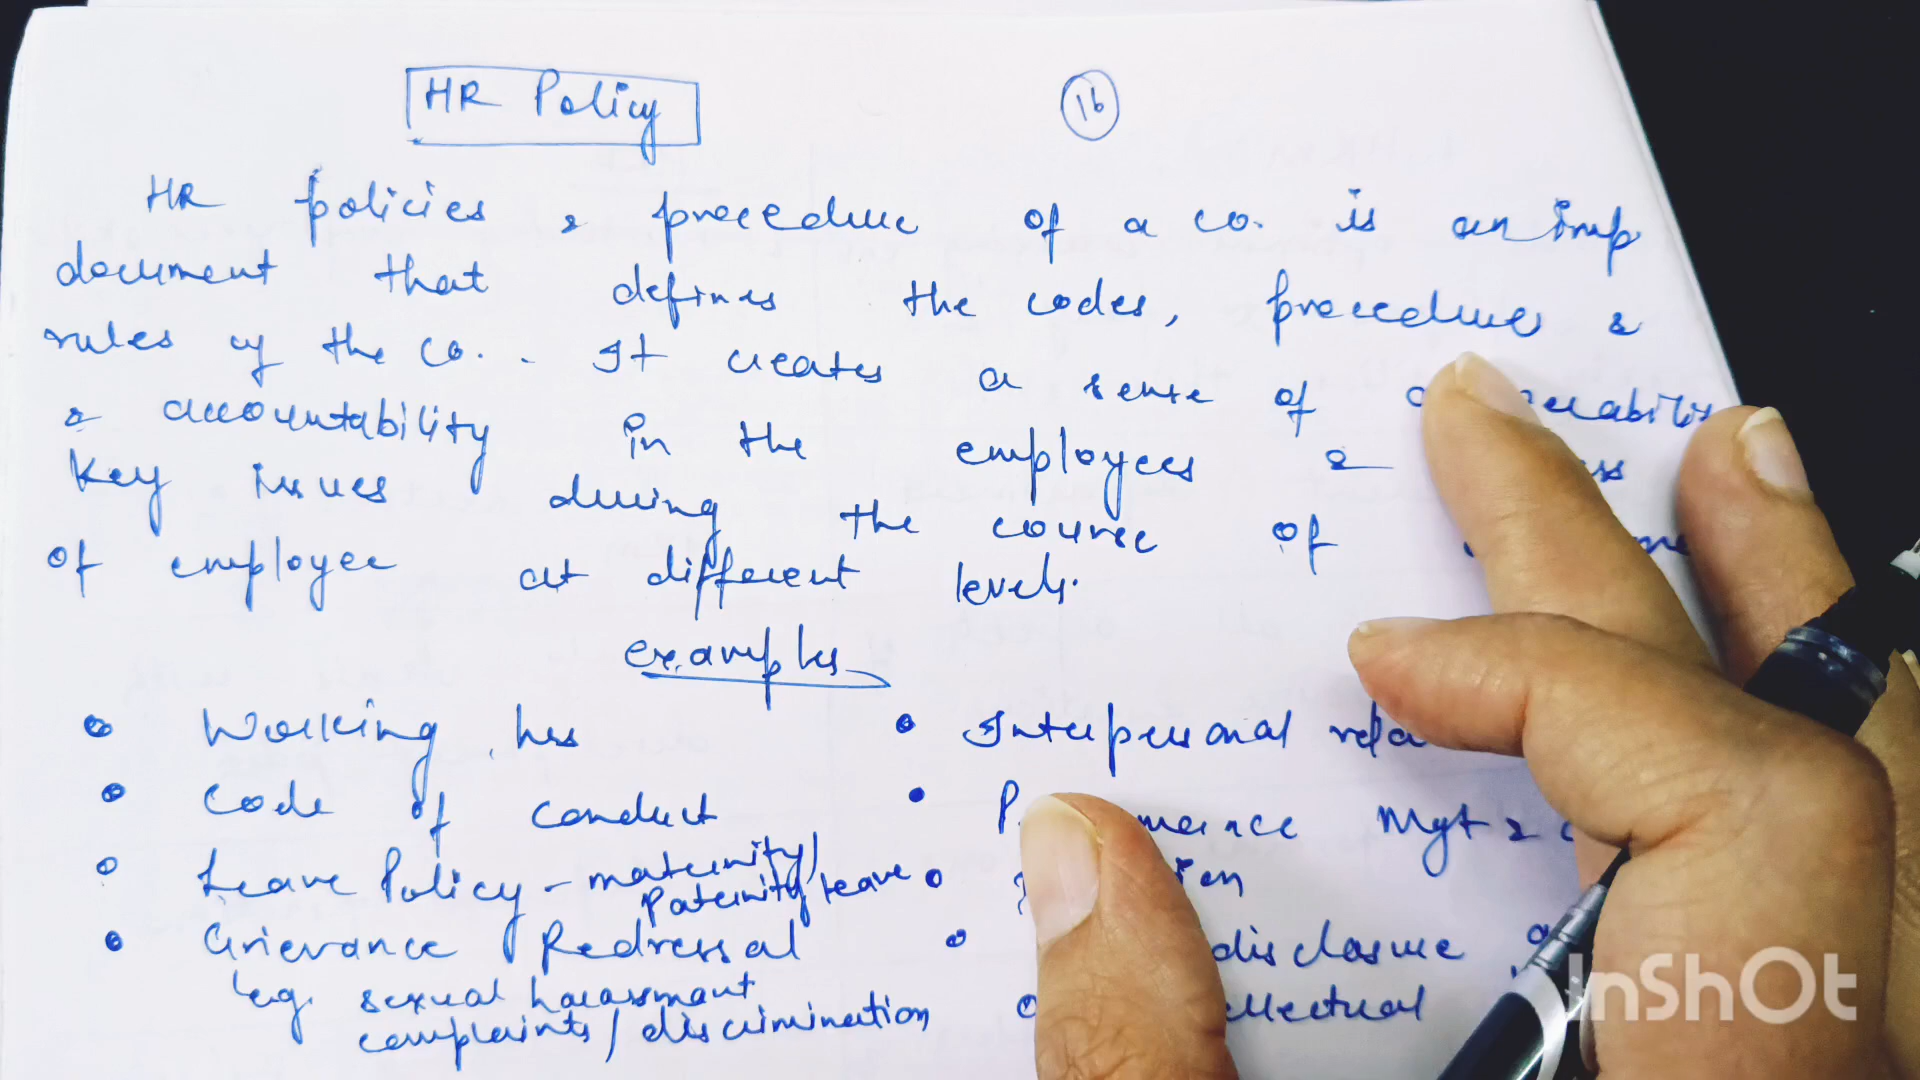 HR Policy
16
HR policies & procedure of a co. is an imp
document that defines the codes, procedures &
rules of the co. . It creates a sense of
& accountability in the employees &
key issues during the course of
of employee at different levels.
examples
• Working hrs
• Code of conduct
• Leave Policy - maternity/
paternity leave
• Grievance Redressal
eg. sexual harassment
complaints / discrimination
• Interpersonal
• Mgt &
•
• disclosure
InShOt